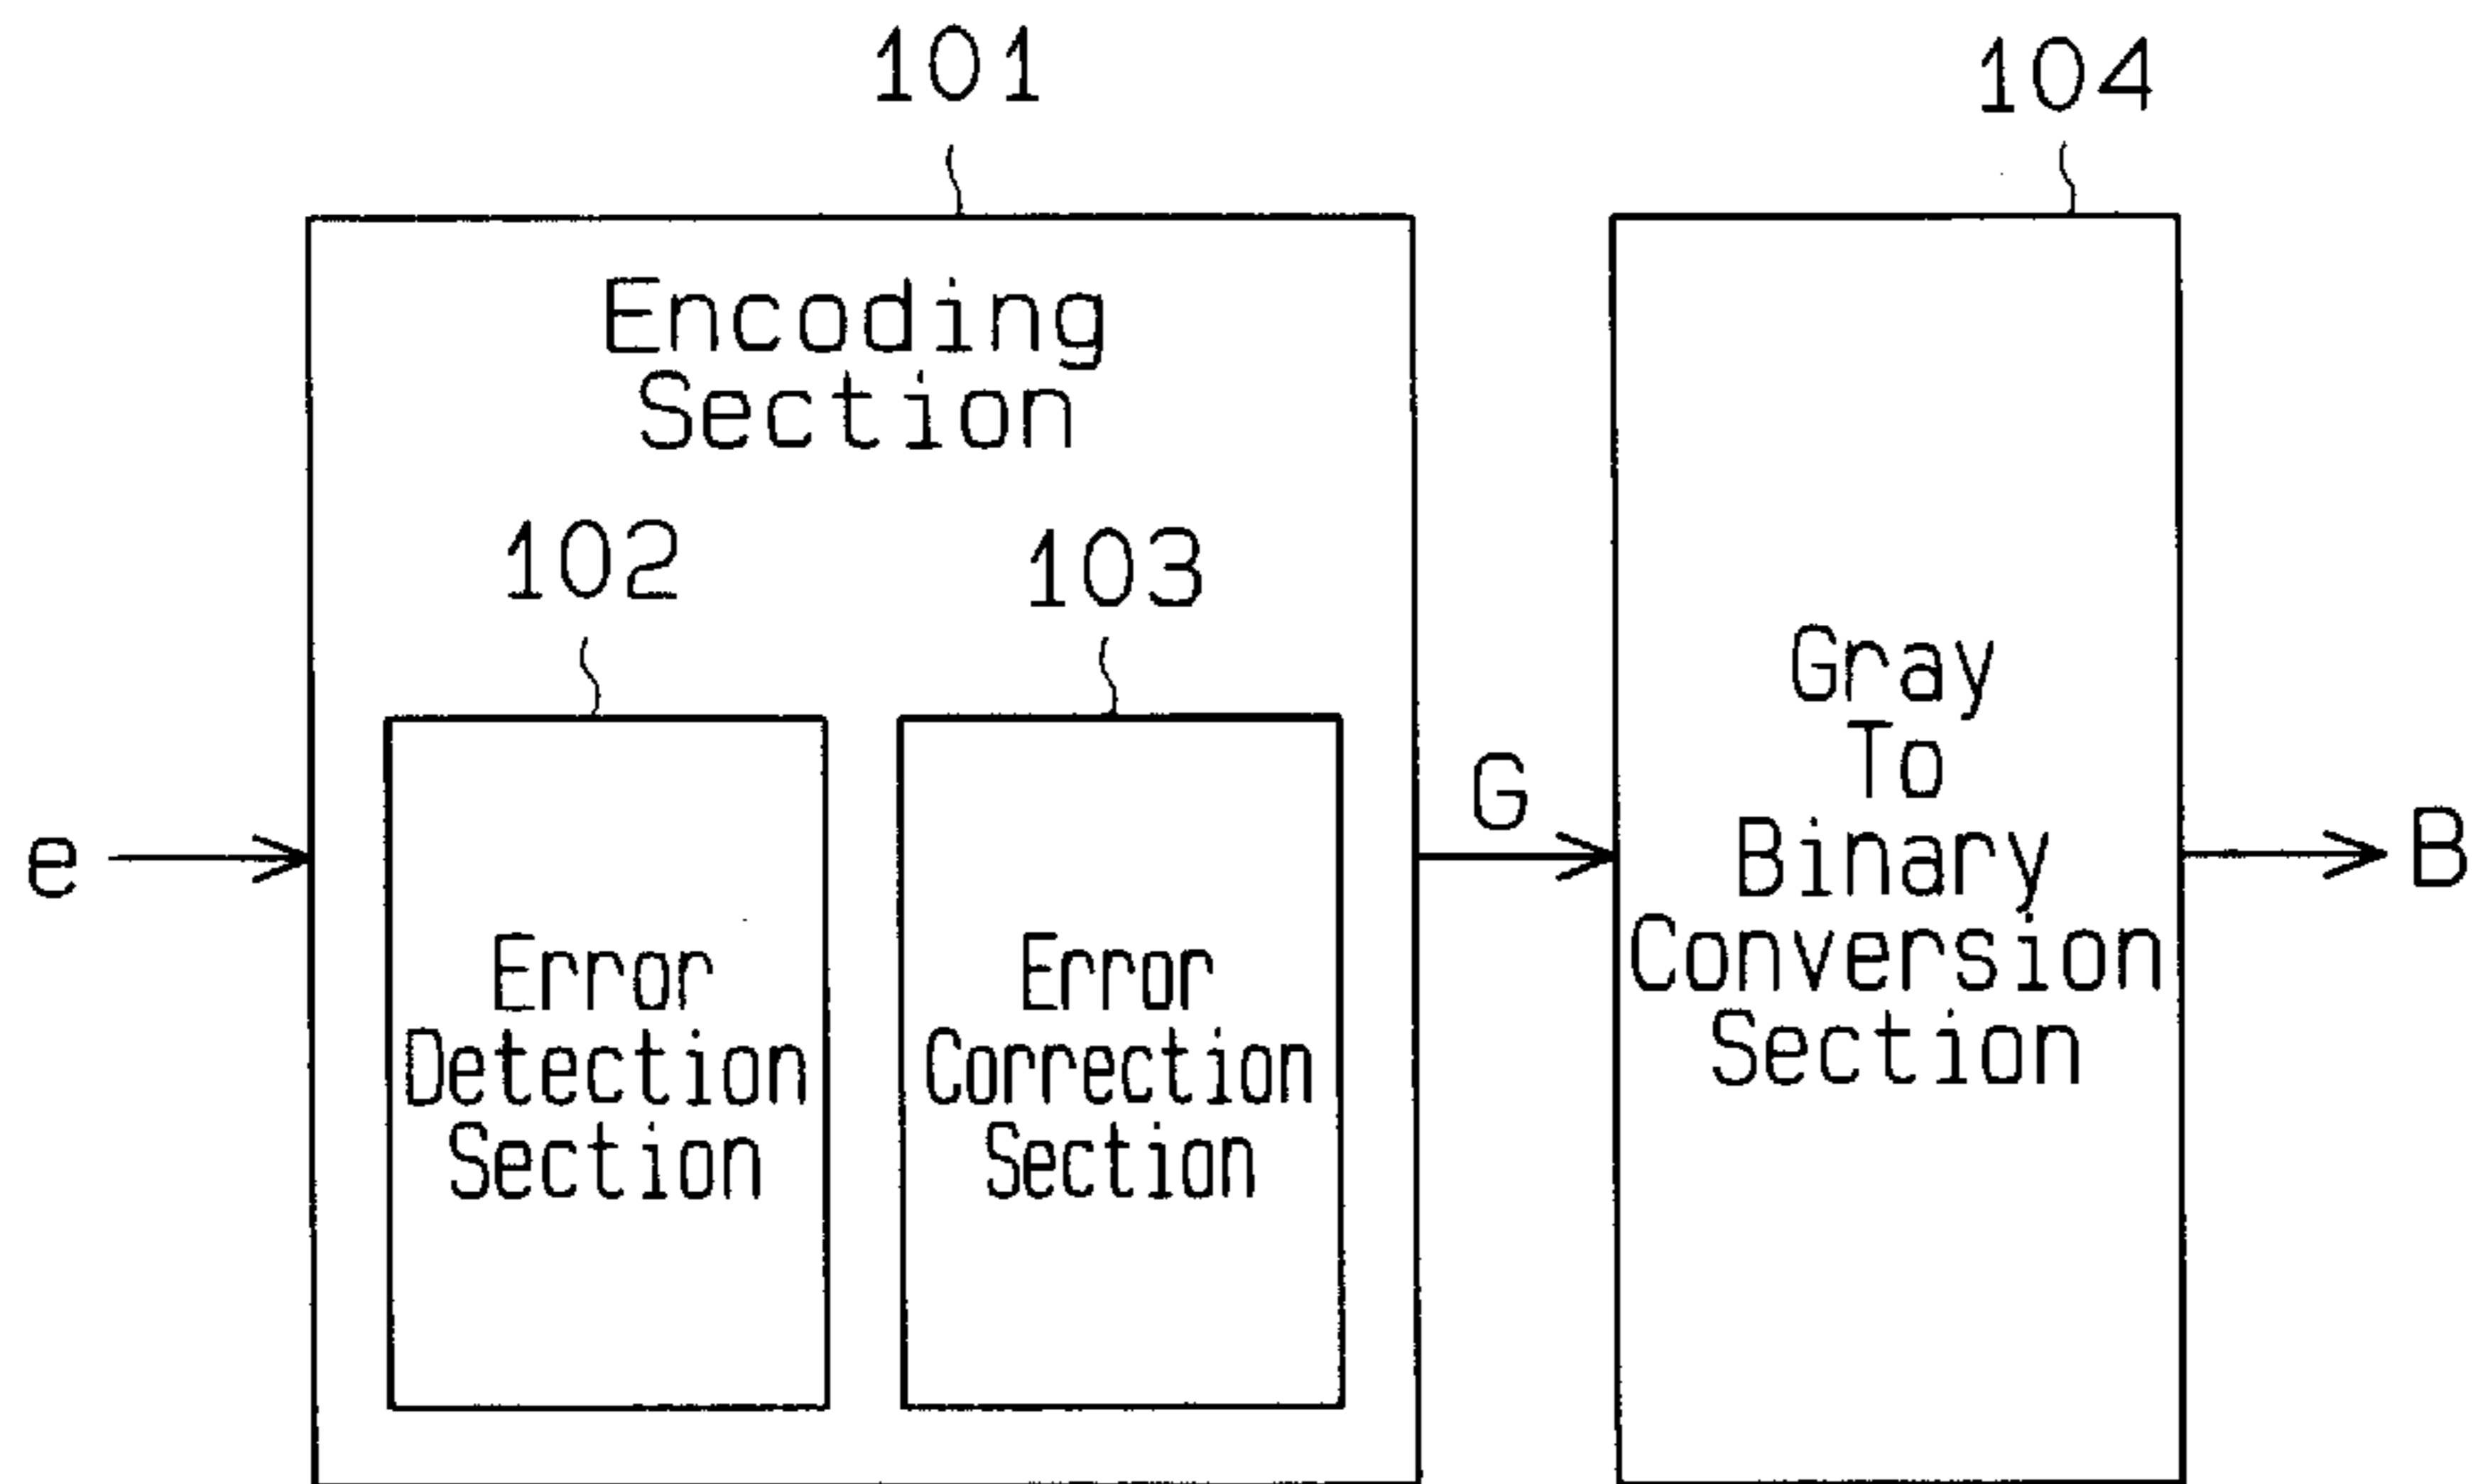 101
104
Encoding
Section
102
103
Error
Detection
Section
Error
Correction
Section
e
G
Gray
To
Binary
Conversion
Section
B